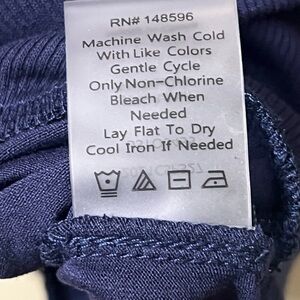 RN# 148596
Machine Wash Cold
With Like Colors
Gentle Cycle
Only Non-Chlorine
Bleach When
Needed
Lay Flat To Dry
Cool Iron If Needed